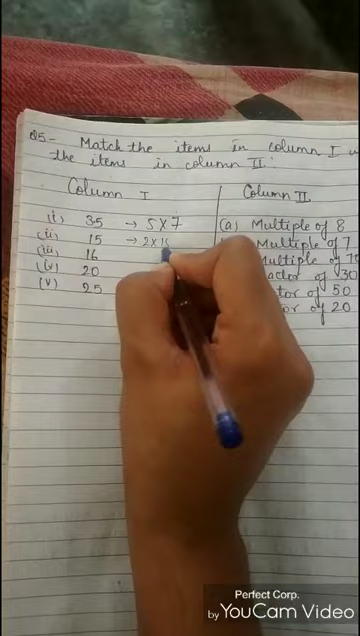 Q5- Match the items in column I
the items in column II.
Column I
Column II
(i) 35 → 5 × 7
(a) Multiple of 8
(ii) 15 → 2 × 1
Multiple of 7
(iii) 16
Multiple of 70
(iv) 20
of 30
(v) 25
of 50
of 20
Perfect Corp.
by YouCam Video